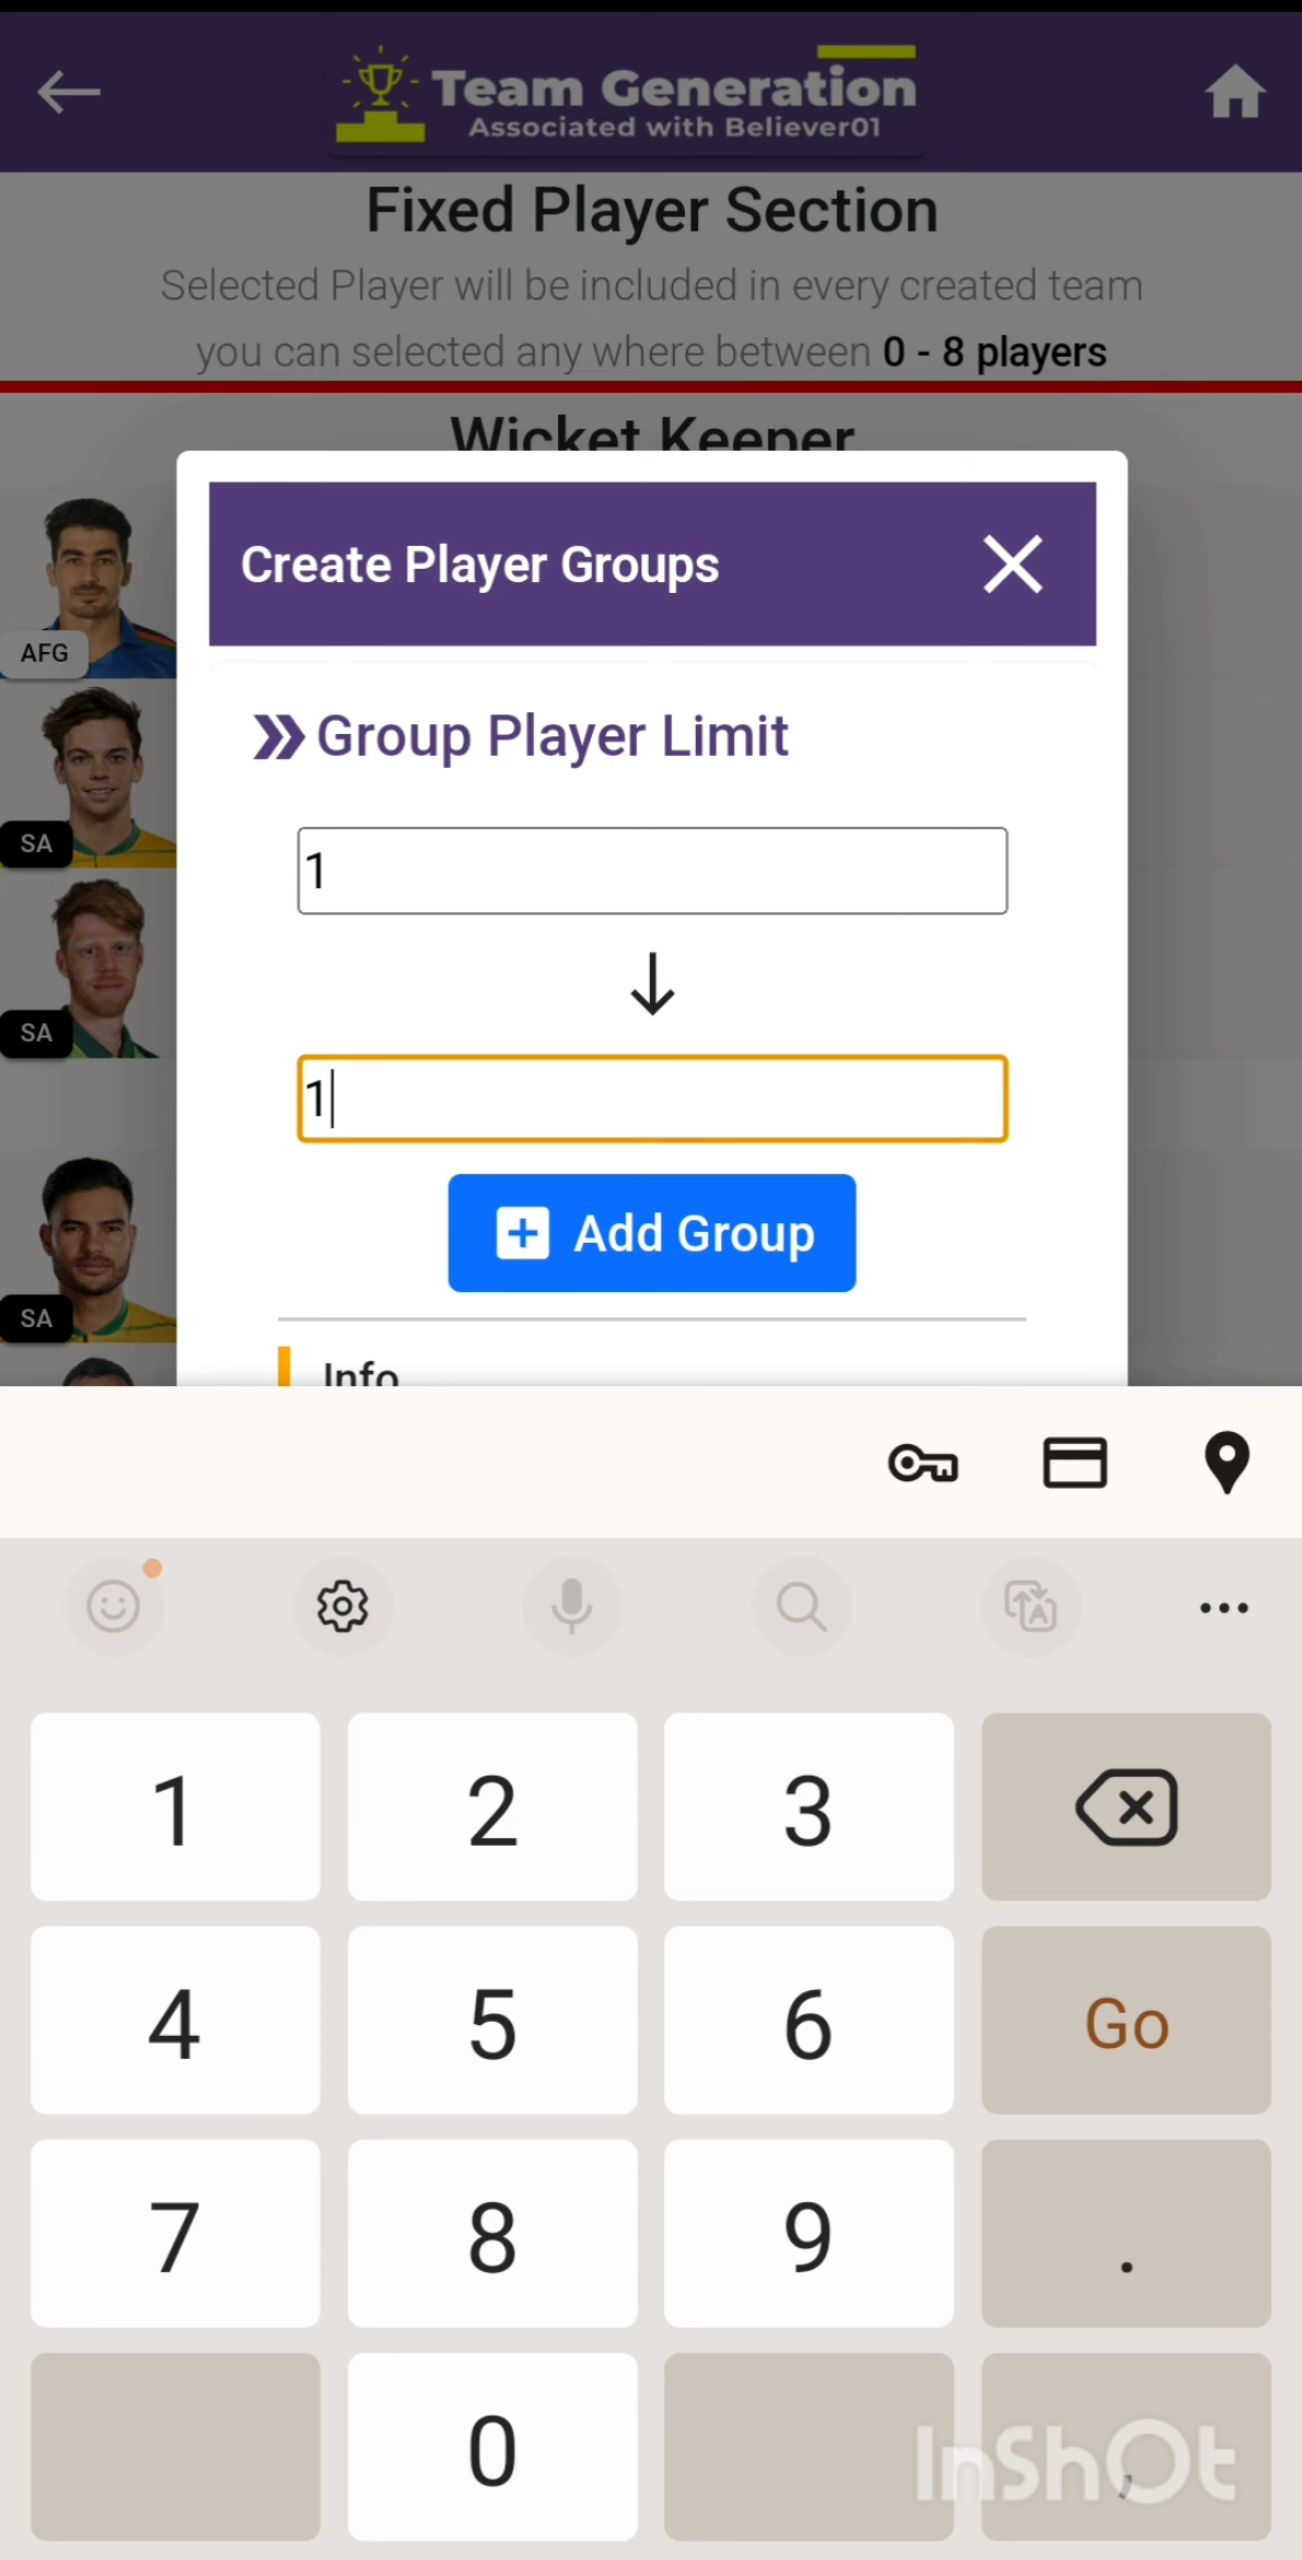 Team Generation
Associated with Believer01
Fixed Player Section
Selected Player will be included in every created team
you can selected any where between 0 - 8 players
Wicket Keeper
Create Player Groups
AFG
Group Player Limit
SA
1
SA
1
Add Group
SA
Info
1 2 3
4 5 6 Go
7 8 9 .
0 ,
InShOt